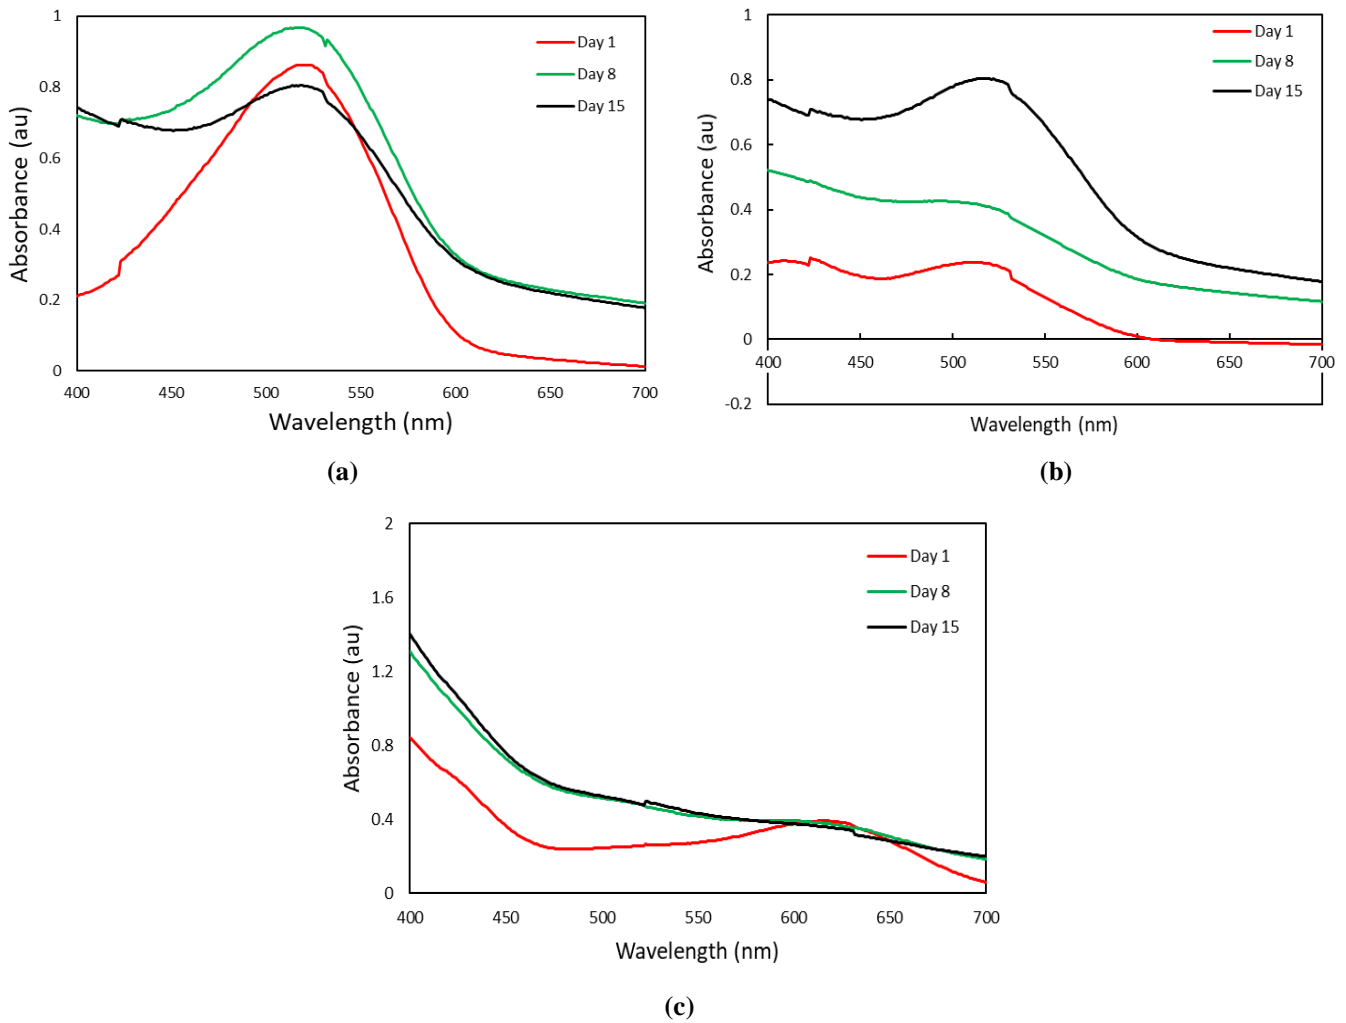 1
0.8
0.6
0.4
0.2
0
Absorbance (au)
400 450 500 550 600 650 700
Wavelength (nm)
Day 1
Day 8
Day 15
(a)
1
0.8
0.6
0.4
0.2
0
-0.2
Absorbance (au)
400 450 500 550 600 650 700
Wavelength (nm)
Day 1
Day 8
Day 15
(b)
2
1.6
1.2
0.8
0.4
0
Absorbance (au)
400 450 500 550 600 650 700
Wavelength (nm)
Day 1
Day 8
Day 15
(c)